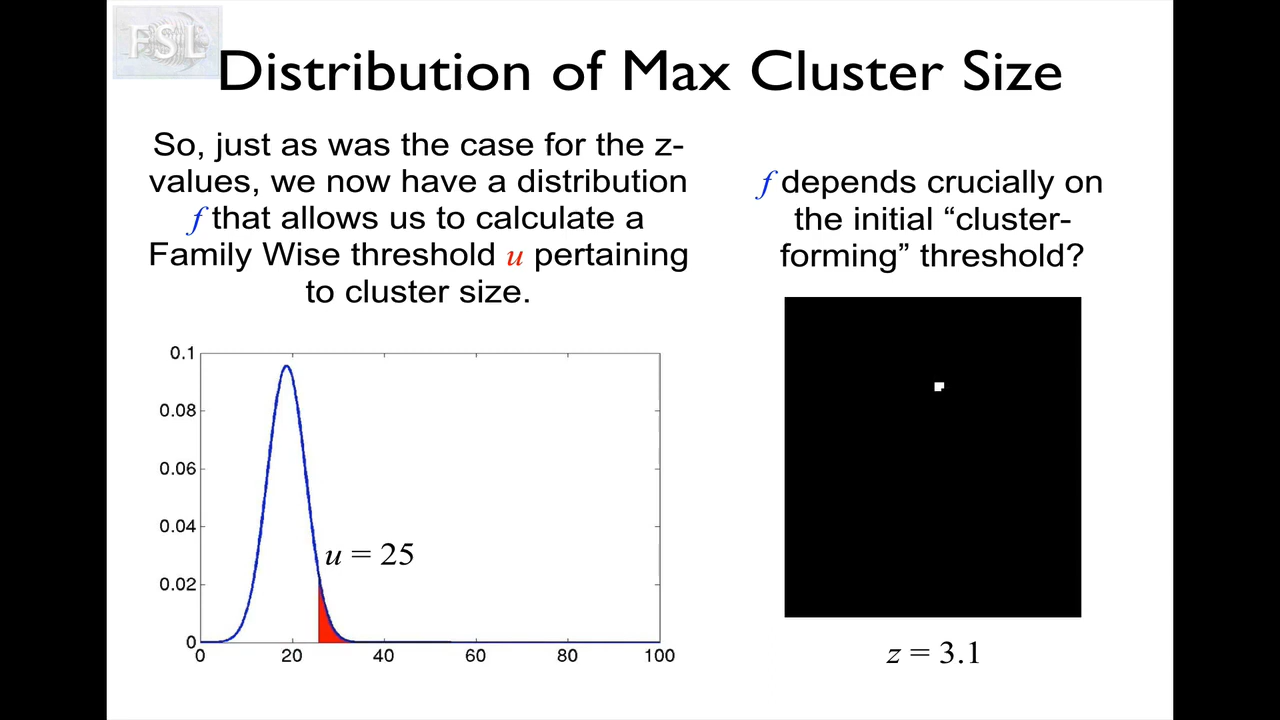 FSL
Distribution of Max Cluster Size
So, just as was the case for the z-
values, we now have a distribution
f that allows us to calculate a
Family Wise threshold u pertaining
to cluster size.
f depends crucially on
the initial “cluster-
forming” threshold?
0.1
0.08
0.06
0.04
0.02
0
u = 25
0 20 40 60 80 100
z = 3.1